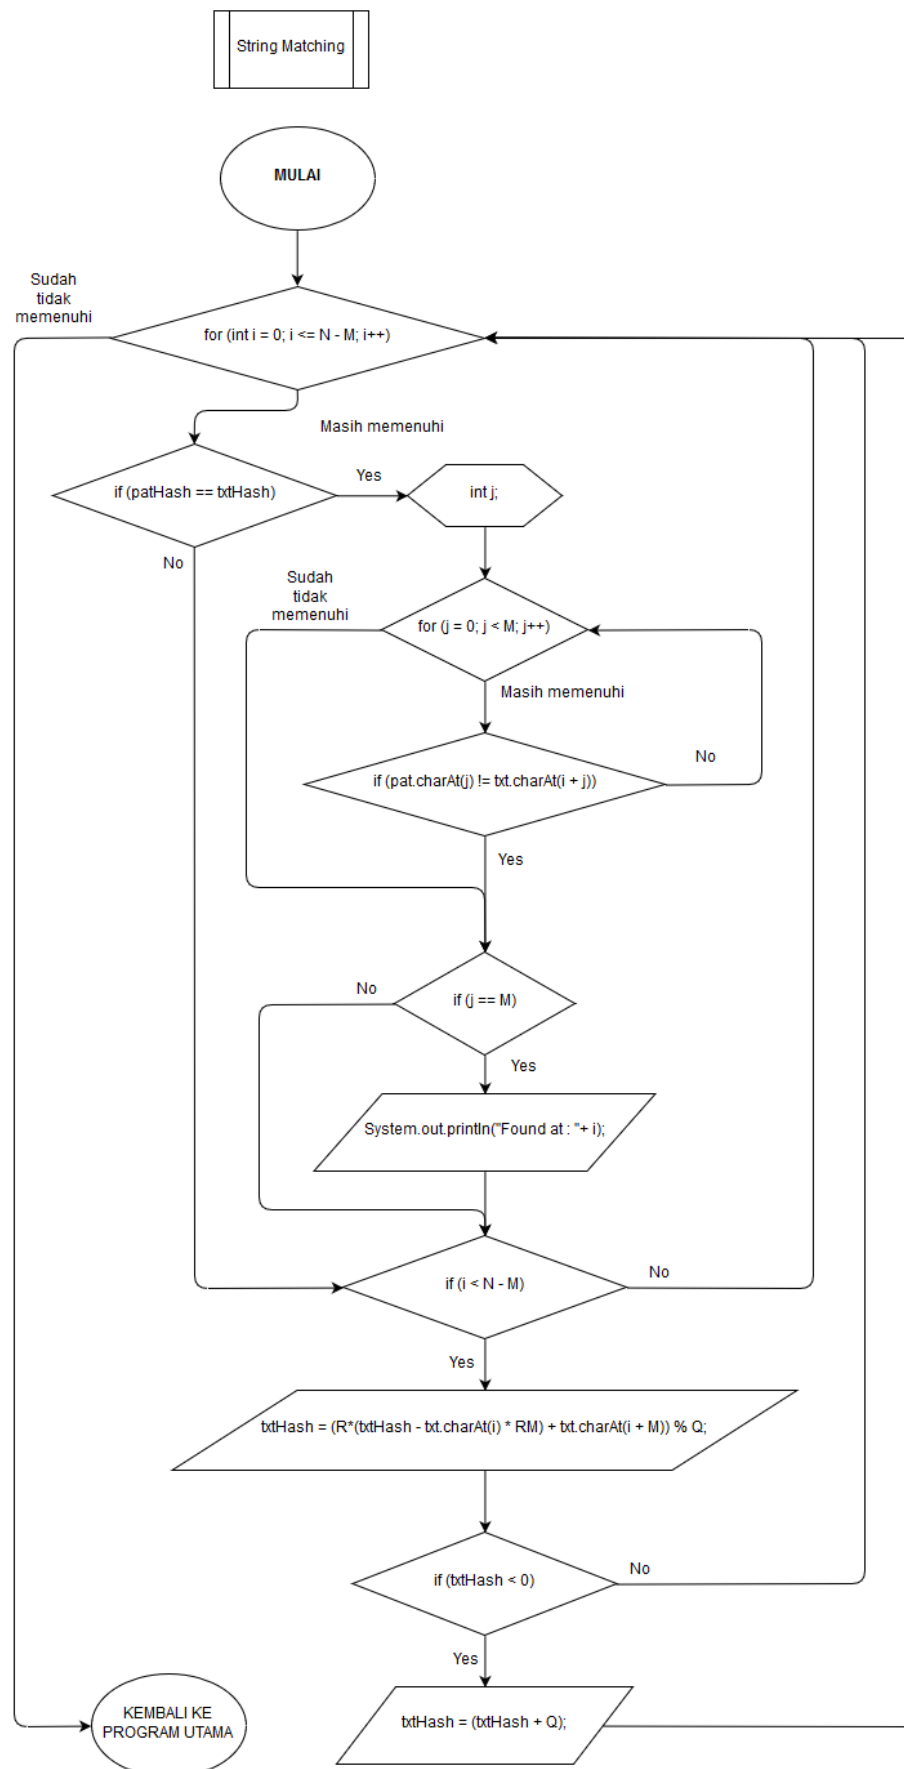 String Matching
MULAI
Sudah
tidak
memenuhi
for (int i = 0; i <= N - M; i++)
Masih memenuhi
if (patHash == txtHash)
Yes
int j;
No
Sudah
tidak
memenuhi
for (j = 0; j < M; j++)
Masih memenuhi
if (pat.charAt(j) != txt.charAt(i + j))
No
Yes
No
if (j == M)
Yes
System.out.println("Found at : "+ i);
if (i < N - M)
No
Yes
txtHash = (R*(txtHash - txt.charAt(i) * RM) + txt.charAt(i + M)) % Q;
if (txtHash < 0)
No
Yes
KEMBALI KE
PROGRAM UTAMA
txtHash = (txtHash + Q);